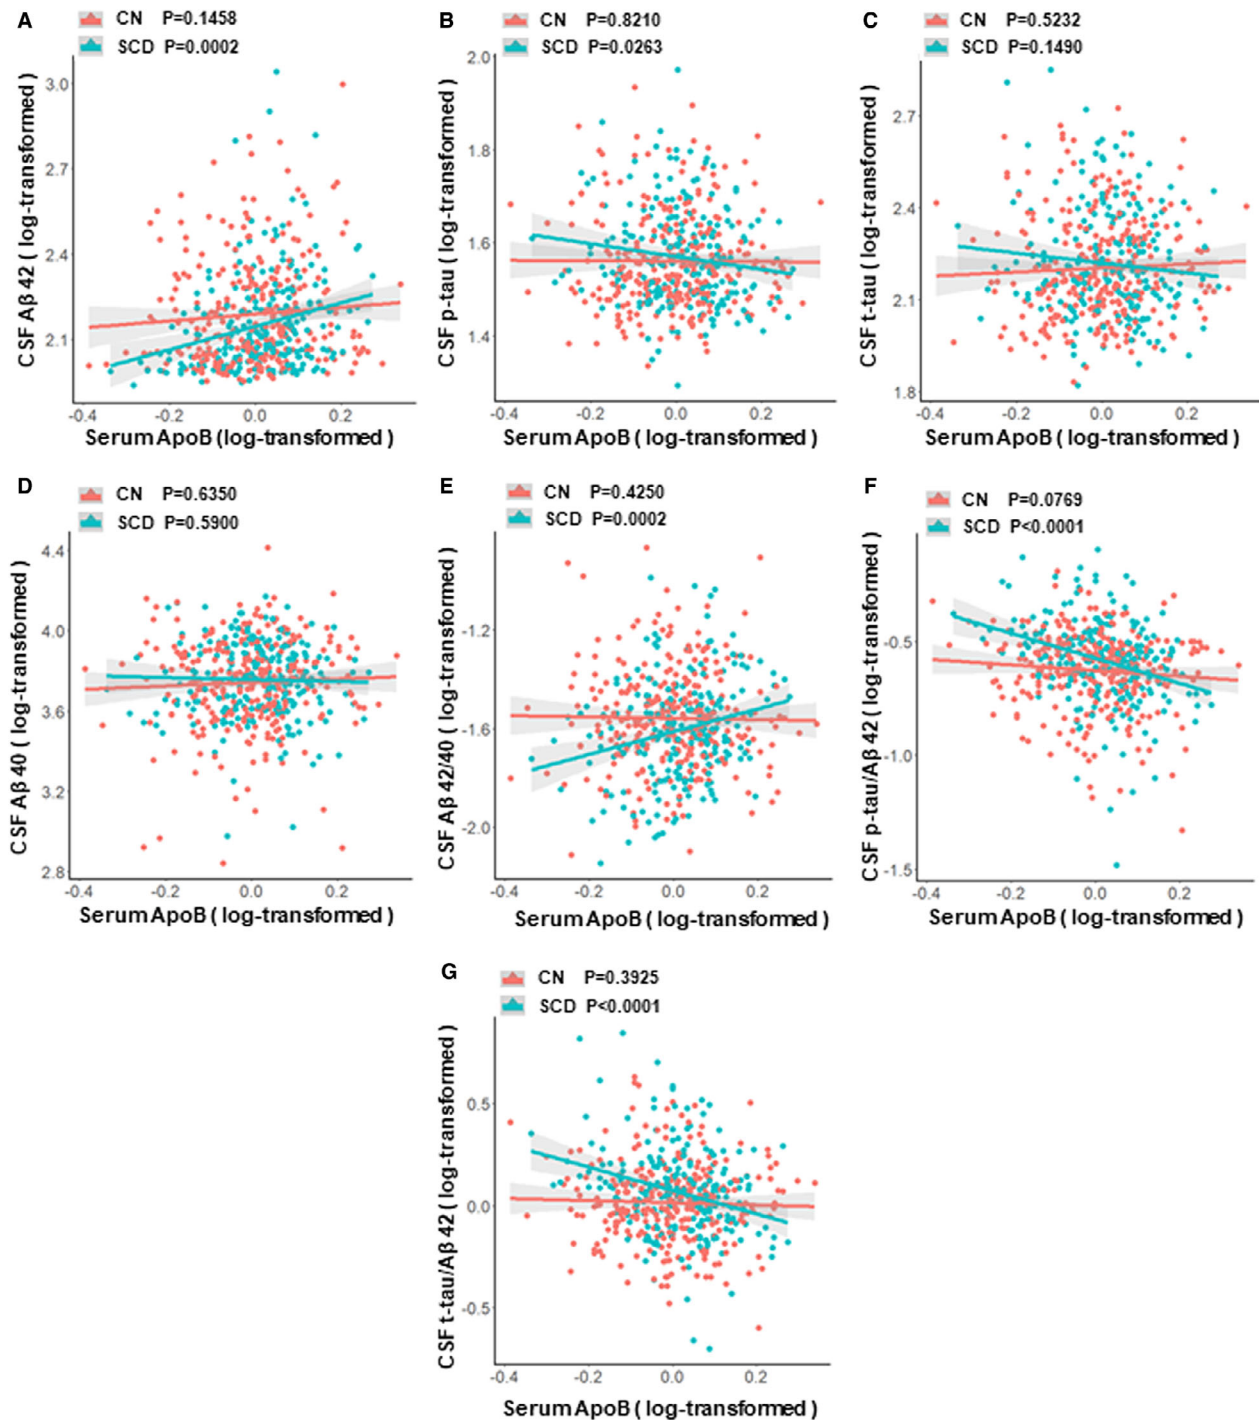 A
CN P=0.1458
SCD P=0.0002
CSF Aβ 42 ( log-transformed )
3.0
2.7
2.4
2.1
-0.4 -0.2 0.0 0.2
Serum ApoB ( log-transformed )
B
CN P=0.8210
SCD P=0.0263
CSF p-tau ( log-transformed )
2.0
1.8
1.6
1.4
-0.4 -0.2 0.0 0.2
Serum ApoB ( log-transformed )
C
CN P=0.5232
SCD P=0.1490
CSF t-tau ( log-transformed )
2.7
2.4
2.1
1.8
-0.4 -0.2 0.0 0.2
Serum ApoB ( log-transformed )
D
CN P=0.6350
SCD P=0.5900
CSF Aβ 40 ( log-transformed )
4.4
4.0
3.6
3.2
2.8
-0.4 -0.2 0.0 0.2
Serum ApoB ( log-transformed )
E
CN P=0.4250
SCD P=0.0002
CSF Aβ 42/40 ( log-transformed )
-1.2
-1.6
-2.0
-0.4 -0.2 0.0 0.2
Serum ApoB ( log-transformed )
F
CN P=0.0769
SCD P<0.0001
CSF p-tau/Aβ 42 ( log-transformed )
-0.5
-1.0
-1.5
-0.4 -0.2 0.0 0.2
Serum ApoB ( log-transformed )
G
CN P=0.3925
SCD P<0.0001
CSF t-tau/Aβ 42 ( log-transformed )
0.5
0.0
-0.5
-0.4 -0.2 0.0 0.2
Serum ApoB ( log-transformed )